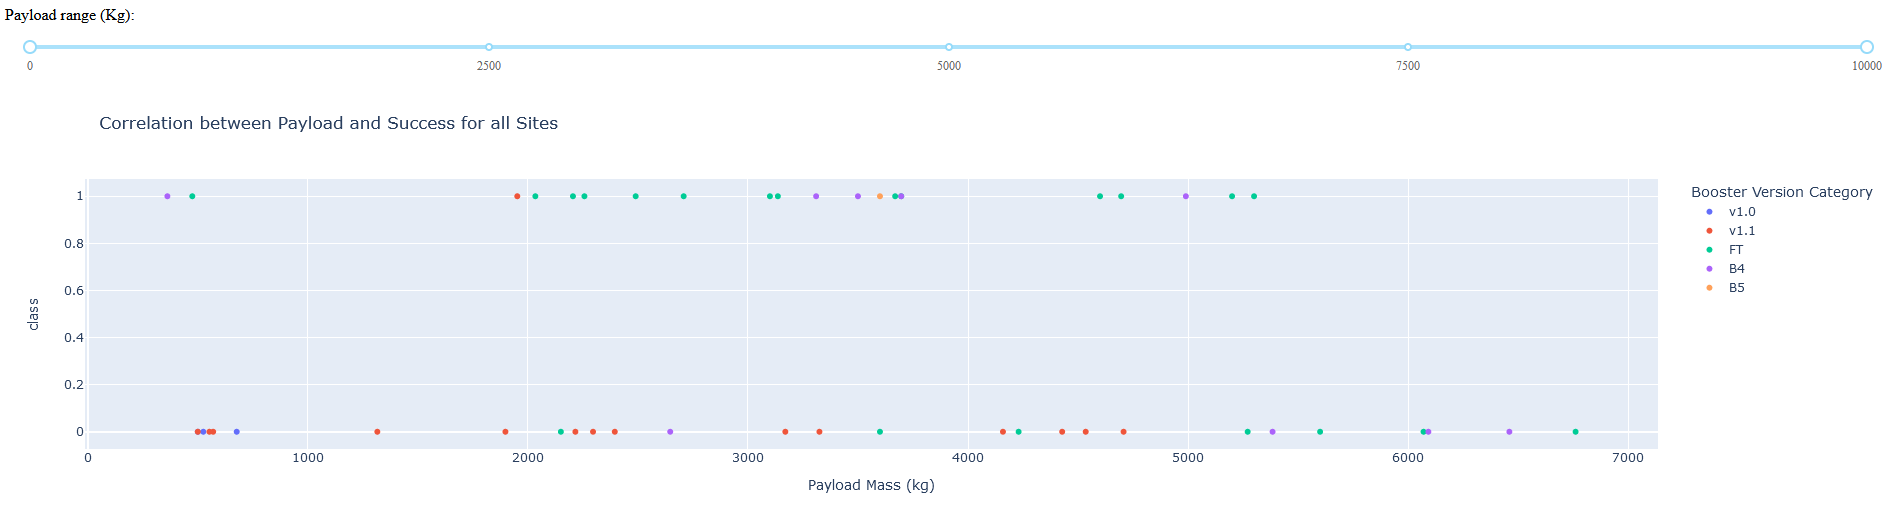 Payload range (Kg):
0 2500 5000 7500 10000
Correlation between Payload and Success for all Sites
Booster Version Category
v1.0
v1.1
FT
B4
B5
class
1
0.8
0.6
0.4
0.2
0
0 1000 2000 3000 4000 5000 6000 7000
Payload Mass (kg)